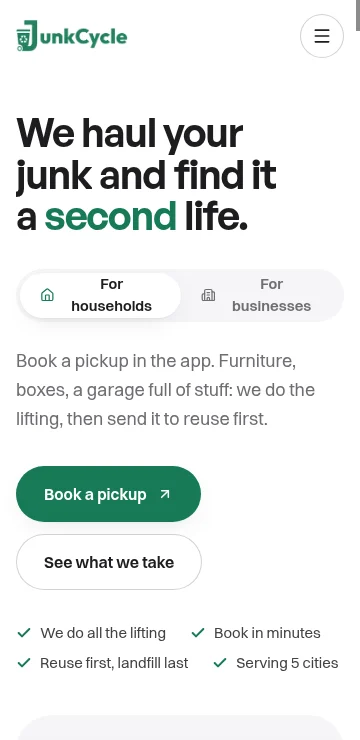 JunkCycle
We haul your
junk and find it
a second life.
For
households
For
businesses
Book a pickup in the app. Furniture,
boxes, a garage full of stuff: we do the
lifting, then send it to reuse first.
Book a pickup
See what we take
We do all the lifting
Book in minutes
Reuse first, landfill last
Serving 5 cities